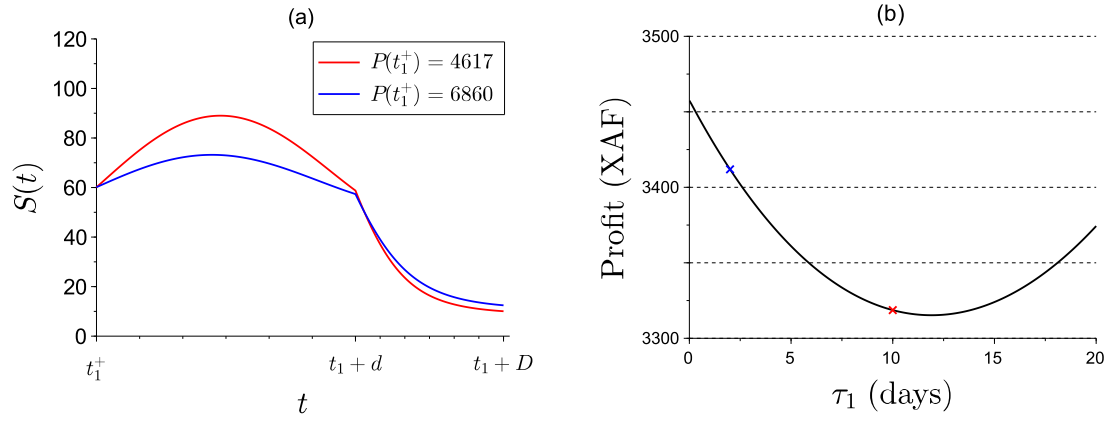 (a)
120
100
80
60
40
20
0
S(t)
P(t₁⁺) = 4617
P(t₁⁺) = 6860
t₁⁺
t₁ + d
t₁ + D
t
(b)
3500
3400
3300
Profit (XAF)
0
5
10
15
20
τ₁ (days)